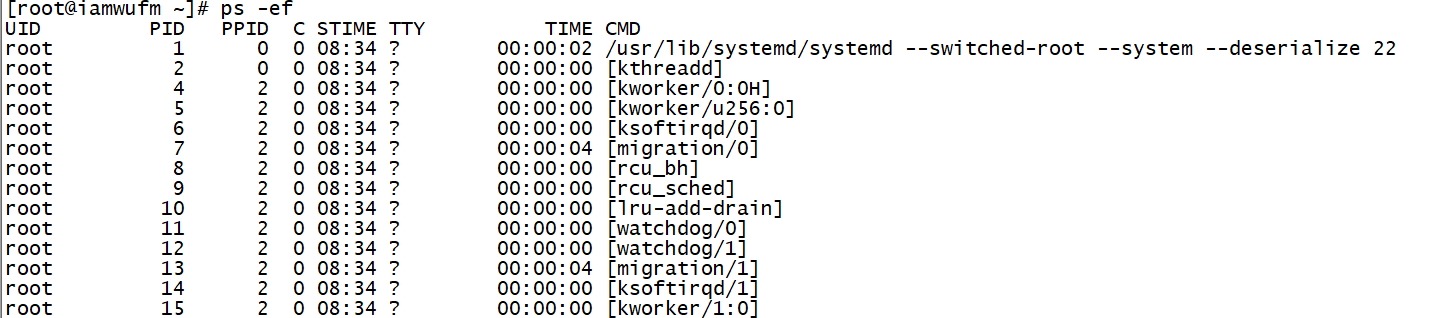 [root@iamwufm ~]# ps -ef
UID         PID   PPID  C STIME TTY          TIME CMD
root          1      0  0 08:34 ?        00:00:02 /usr/lib/systemd/systemd --switched-root --system --deserialize 22
root          2      0  0 08:34 ?        00:00:00 [kthreadd]
root          4      2  0 08:34 ?        00:00:00 [kworker/0:0H]
root          5      2  0 08:34 ?        00:00:00 [kworker/u256:0]
root          6      2  0 08:34 ?        00:00:00 [ksoftirqd/0]
root          7      2  0 08:34 ?        00:00:04 [migration/0]
root          8      2  0 08:34 ?        00:00:00 [rcu_bh]
root          9      2  0 08:34 ?        00:00:00 [rcu_sched]
root         10      2  0 08:34 ?        00:00:00 [lru-add-drain]
root         11      2  0 08:34 ?        00:00:00 [watchdog/0]
root         12      2  0 08:34 ?        00:00:00 [watchdog/1]
root         13      2  0 08:34 ?        00:00:04 [migration/1]
root         14      2  0 08:34 ?        00:00:00 [ksoftirqd/1]
root         15      2  0 08:34 ?        00:00:00 [kworker/1:0]